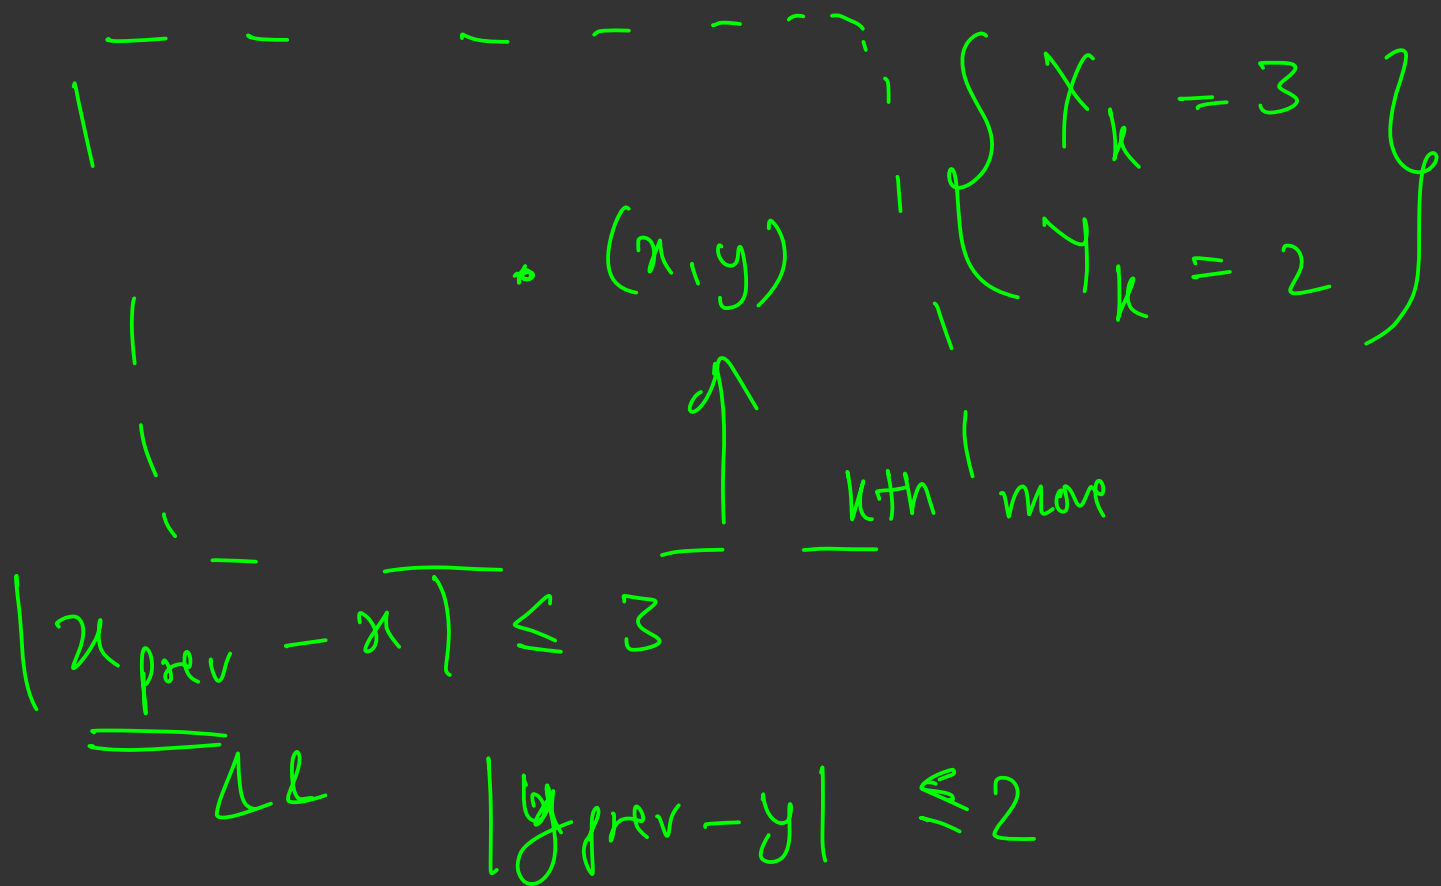 X_k = 3
Y_k = 2
(x, y)
kth move
|x_prev - x| ≤ 3
&&
|y_prev - y| ≤ 2